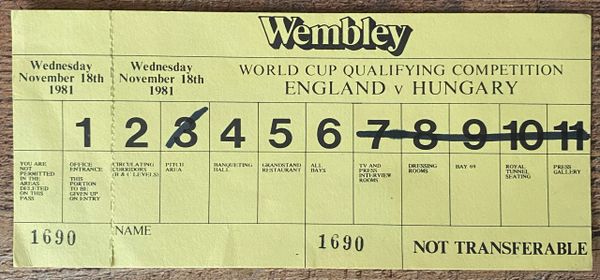 Wembley
Wednesday
November 18th
1981
Wednesday
November 18th
1981
WORLD CUP QUALIFYING COMPETITION
ENGLAND v HUNGARY
1 2 3 4 5 6 7 8 9 10 11
YOU ARE
NOT
PERMITTED
IN THE
AREAS
DELETED
ON THIS
PASS
OFFICE
ENTRANCE
THIS
PORTION
TO BE
GIVEN UP
ON ENTRY
CIRCULATING
CORRIDORS
(B & C LEVELS)
PITCH
AREA
BANQUETING
HALL
GRANDSTAND
RESTAURANT
ALL
BAYS
TV AND
PRESS
INTERVIEW
ROOMS
DRESSING
ROOMS
BAY 69
ROYAL
TUNNEL
SEATING
PRESS
GALLERY
1690
NAME
1690
NOT TRANSFERABLE